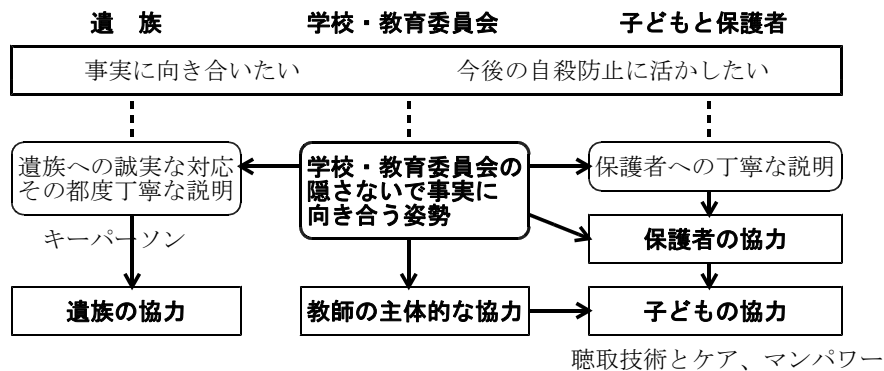 遺　族　学校・教育委員会　子どもと保護者
事実に向き合いたい　今後の自殺防止に活かしたい
遺族への誠実な対応
その都度丁寧な説明
学校・教育委員会の
隠さないで事実に
向き合う姿勢
保護者への丁寧な説明
キーパーソン
保護者の協力
遺族の協力
教師の主体的な協力
子どもの協力
聴取技術とケア、マンパワー